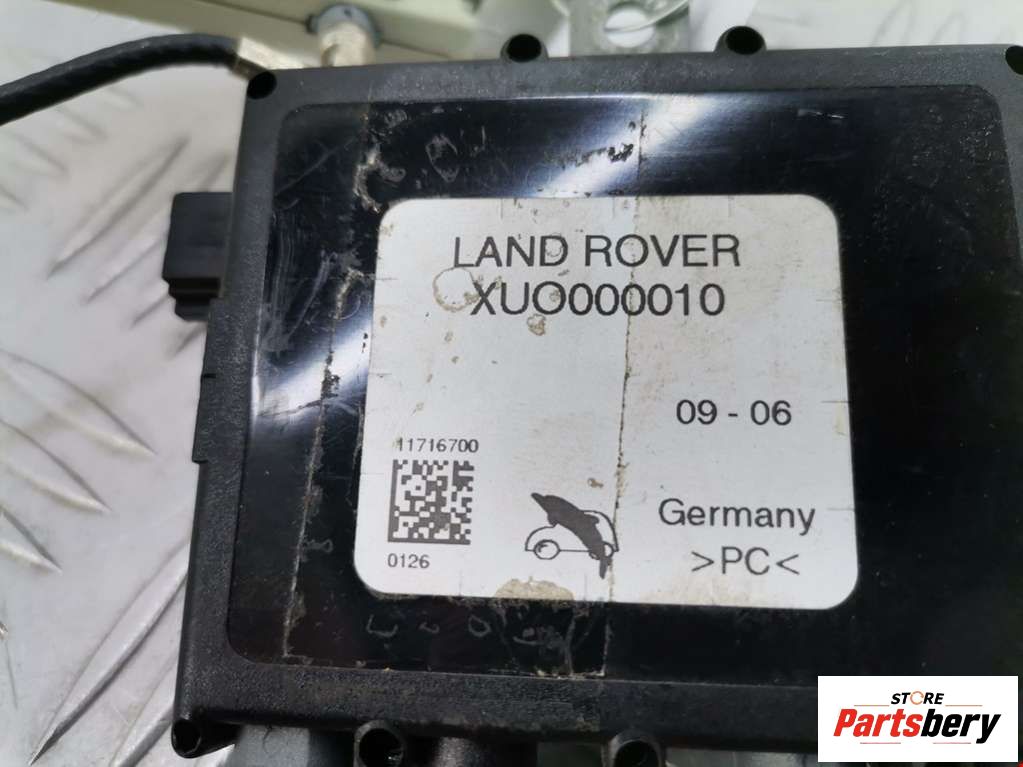 LAND ROVER
XUO000010
09 - 06
11716700
0126
Germany
>PC<
STORE
Partsbery